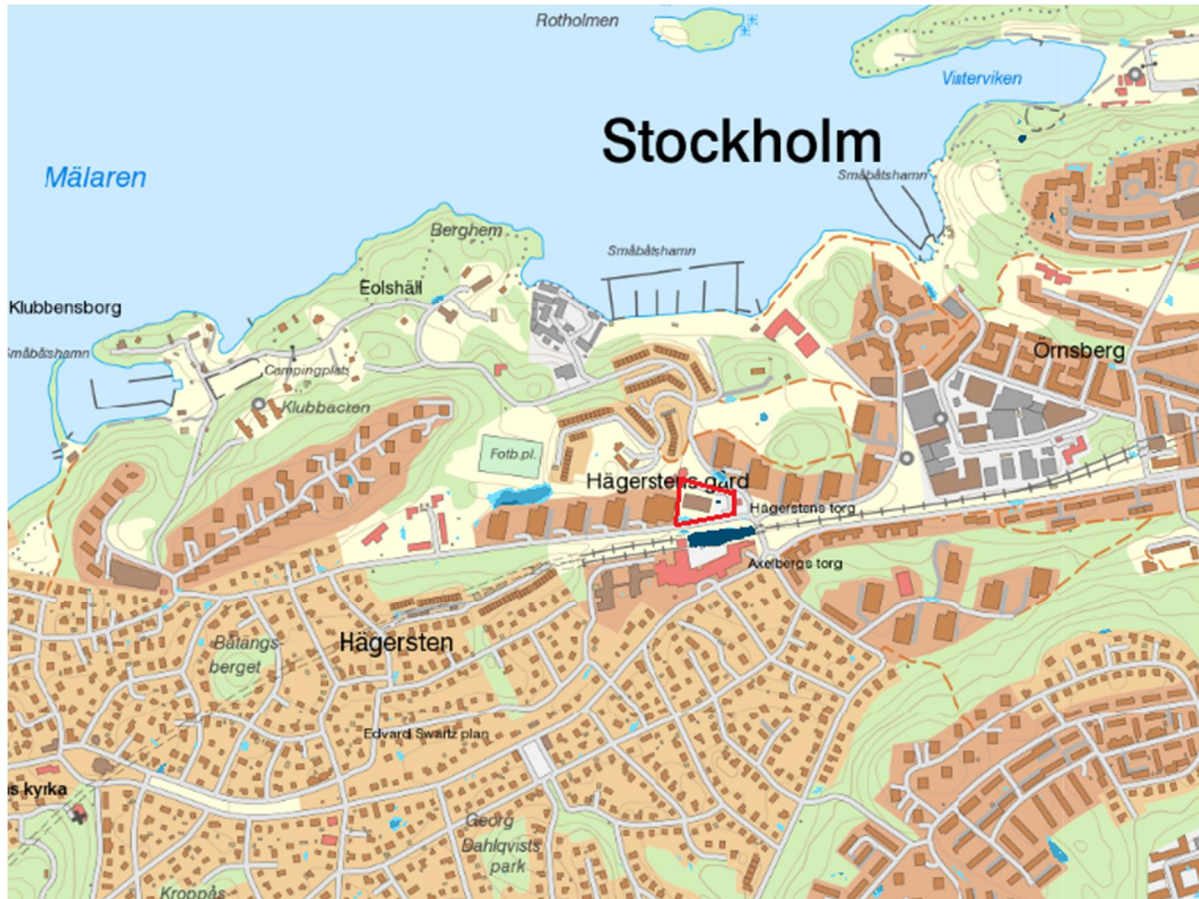 Rotholmen
Vinterviken
Stockholm
Mälaren
Småbåtshamn
Berghem
Småbåtshamn
Eolshäll
Klubbensborg
Småbåtshamn
Örnsberg
Campingplats
Klubbacken
Fotb.pl.
Hägerstens gård
Hägerstens torg
Axelbergs torg
Hägersten
Båtängs-
berget
Edvard Swartz plan
s kyrka
Georg
Dahlqvists
park
Kroppås